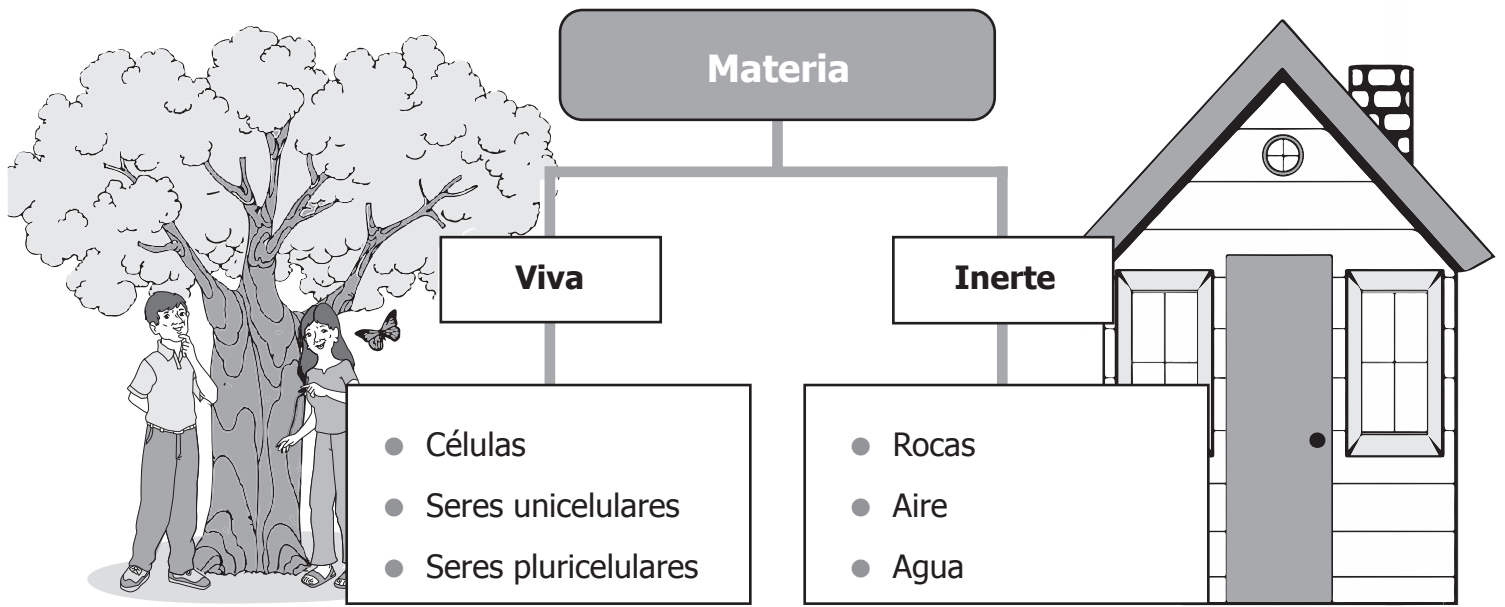 Materia
Viva
Inerte
Células
Seres unicelulares
Seres pluricelulares
Rocas
Aire
Agua